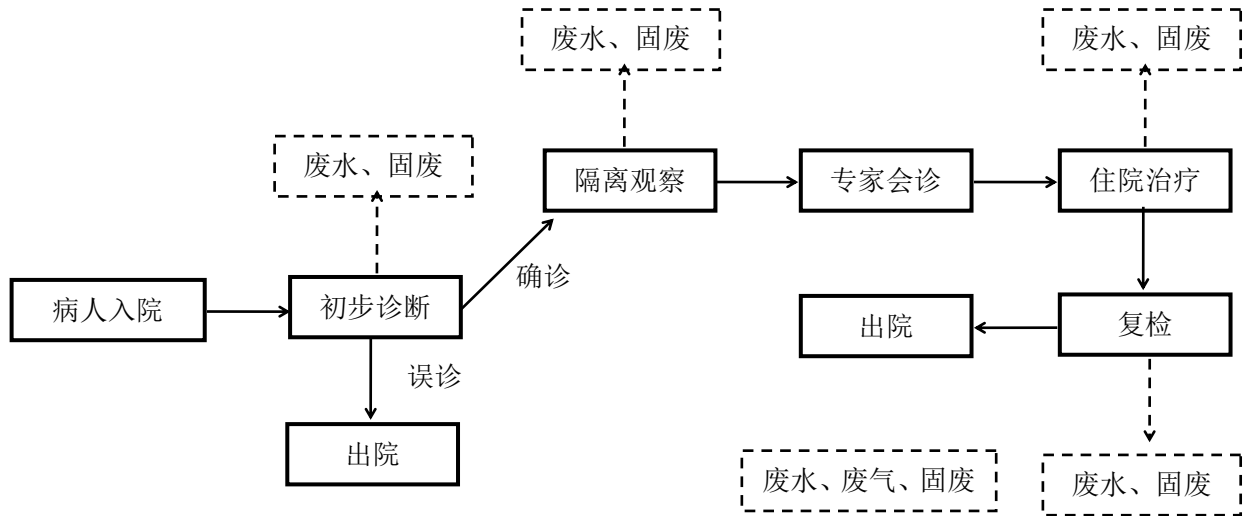 废水、固废
废水、固废
废水、固废
隔离观察
专家会诊
住院治疗
确诊
病人入院
初步诊断
出院
复检
误诊
出院
废水、废气、固废
废水、固废